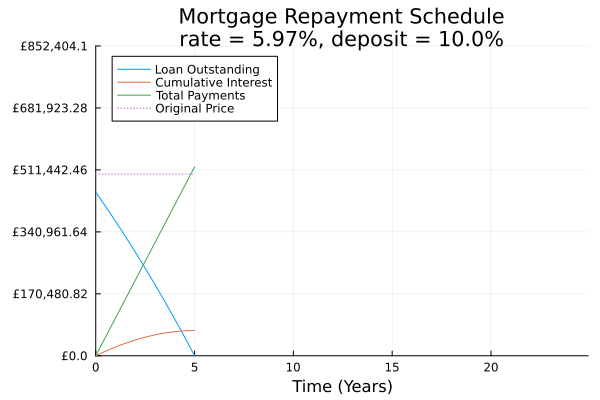 Mortgage Repayment Schedule
rate = 5.97%, deposit = 10.0%
£852,404.1
£681,923.28
£511,442.46
£340,961.64
£170,480.82
£0.0
Loan Outstanding
Cumulative Interest
Total Payments
Original Price
0 5 10 15 20
Time (Years)